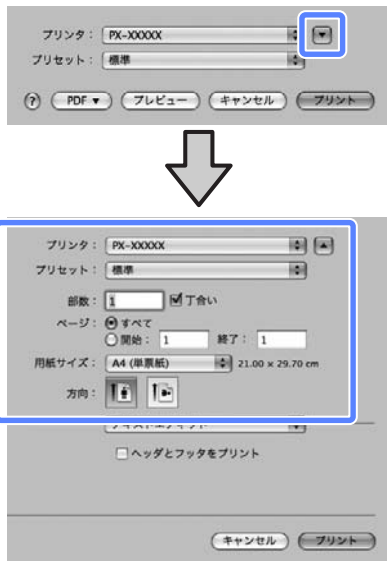 プリンタ： PX-XXXXX
プリセット： 標準
? PDF▼ プレビュー キャンセル プリント
プリンタ： PX-XXXXX
プリセット： 標準
部数： 1 丁合い
ページ： すべて
開始： 1 終了： 1
用紙サイズ： A4 (単票紙) 21.00 × 29.70 cm
方向：
ヘッダとフッタをプリント
キャンセル プリント